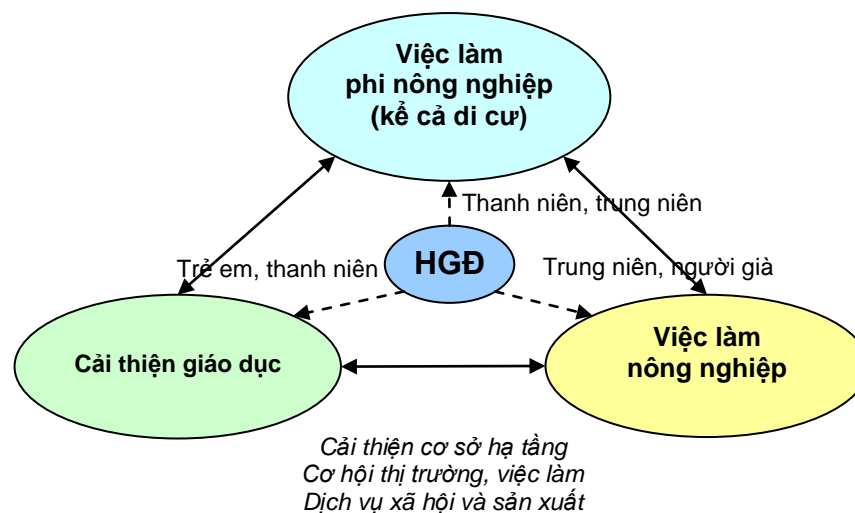 Việc làm
phi nông nghiệp
(kể cả di cư)
Thanh niên, trung niên
HGĐ
Trẻ em, thanh niên
Trung niên, người già
Cải thiện giáo dục
Việc làm
nông nghiệp
Cải thiện cơ sở hạ tầng
Cơ hội thị trường, việc làm
Dịch vụ xã hội và sản xuất